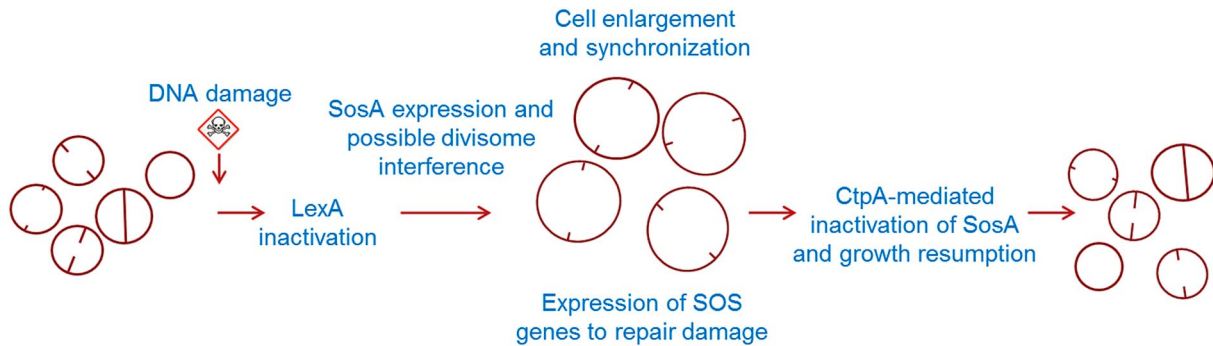 DNA damage
LexA
inactivation
SosA expression and
possible divisome
interference
Cell enlargement
and synchronization
Expression of SOS
genes to repair damage
CtpA-mediated
inactivation of SosA
and growth resumption